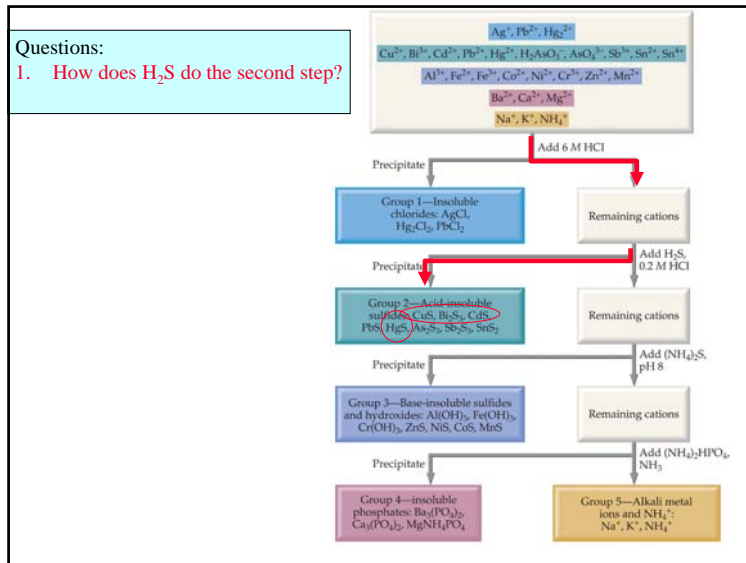 Questions:
1. How does H₂S do the second step?
Ag⁺, Pb²⁺, Hg₂²⁺
Cu²⁺, Bi³⁺, Cd²⁺, Pb²⁺, Hg²⁺, H₂AsO₃⁻, AsO₄³⁻, Sb³⁺, Sn²⁺, Sn⁴⁺
Al³⁺, Fe²⁺, Fe³⁺, Co²⁺, Ni²⁺, Cr³⁺, Zn²⁺, Mn²⁺
Ba²⁺, Ca²⁺, Mg²⁺
Na⁺, K⁺, NH₄⁺
Add 6 M HCl
Precipitate
Group 1—Insoluble
chlorides: AgCl,
Hg₂Cl₂, PbCl₂
Remaining cations
Add H₂S,
0.2 M HCl
Precipitate
Group 2—Acid-insoluble
sulfides: CuS, Bi₂S₃, CdS,
PbS, HgS, As₂S₃, Sb₂S₃, SnS₂
Remaining cations
Add (NH₄)₂S,
pH 8
Precipitate
Group 3—Base-insoluble sulfides
and hydroxides: Al(OH)₃, Fe(OH)₃,
Cr(OH)₃, ZnS, NiS, CoS, MnS
Remaining cations
Add (NH₄)₂HPO₄,
NH₃
Precipitate
Group 4—insoluble
phosphates: Ba₃(PO₄)₂,
Ca₃(PO₄)₂, MgNH₄PO₄
Group 5—Alkali metal
ions and NH₄⁺:
Na⁺, K⁺, NH₄⁺